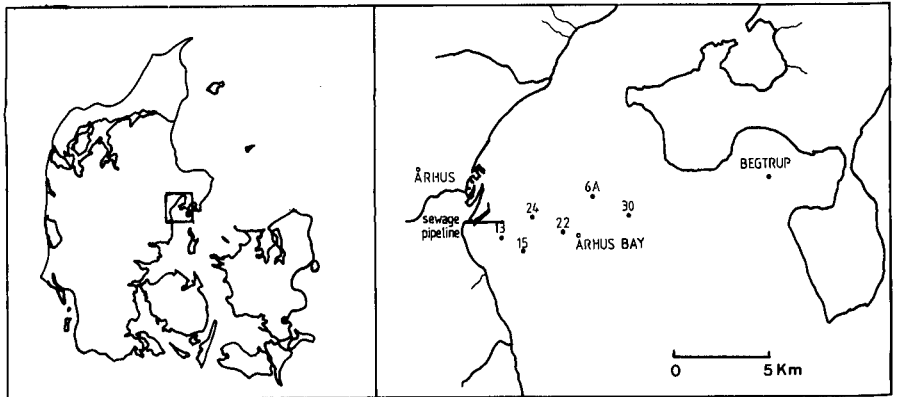 ÅRHUS
sewage
pipeline
13
15
24
22
6A
30
ÅRHUS BAY
BEGTRUP
0 5 Km